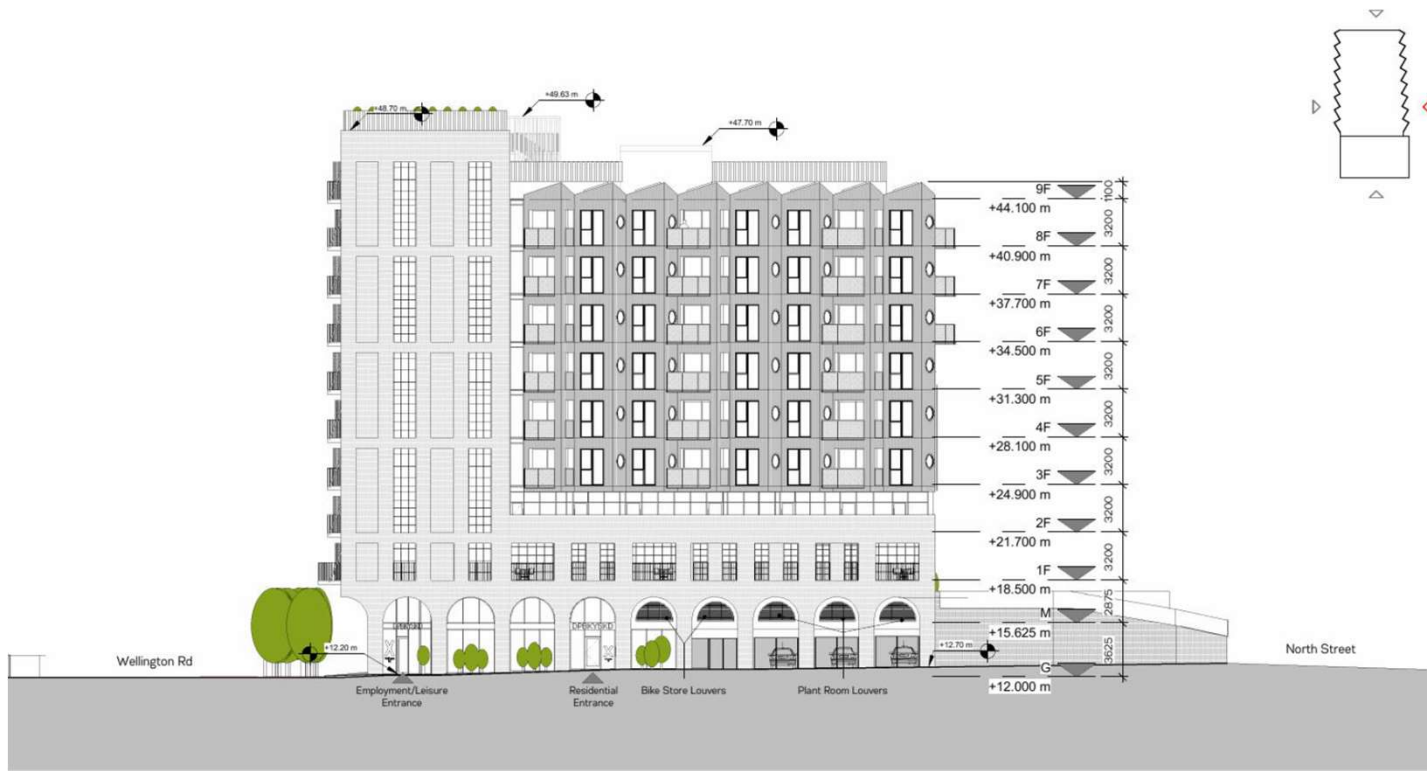 +49.63 m
+48.70 m
+47.70 m
9F
1100
+44.100 m
3200
8F
+40.900 m
3200
7F
+37.700 m
3200
6F
+34.500 m
3200
5F
+31.300 m
3200
4F
+28.100 m
3200
3F
+24.900 m
3200
2F
+21.700 m
3200
1F
+18.500 m
2875
M
+15.625 m
3625
G
+12.000 m
DPBKYSKD
DPBKYSKD
+12.20 m
+12.70 m
Wellington Rd
North Street
Employment/Leisure
Entrance
Residential
Entrance
Bike Store Louvers
Plant Room Louvers